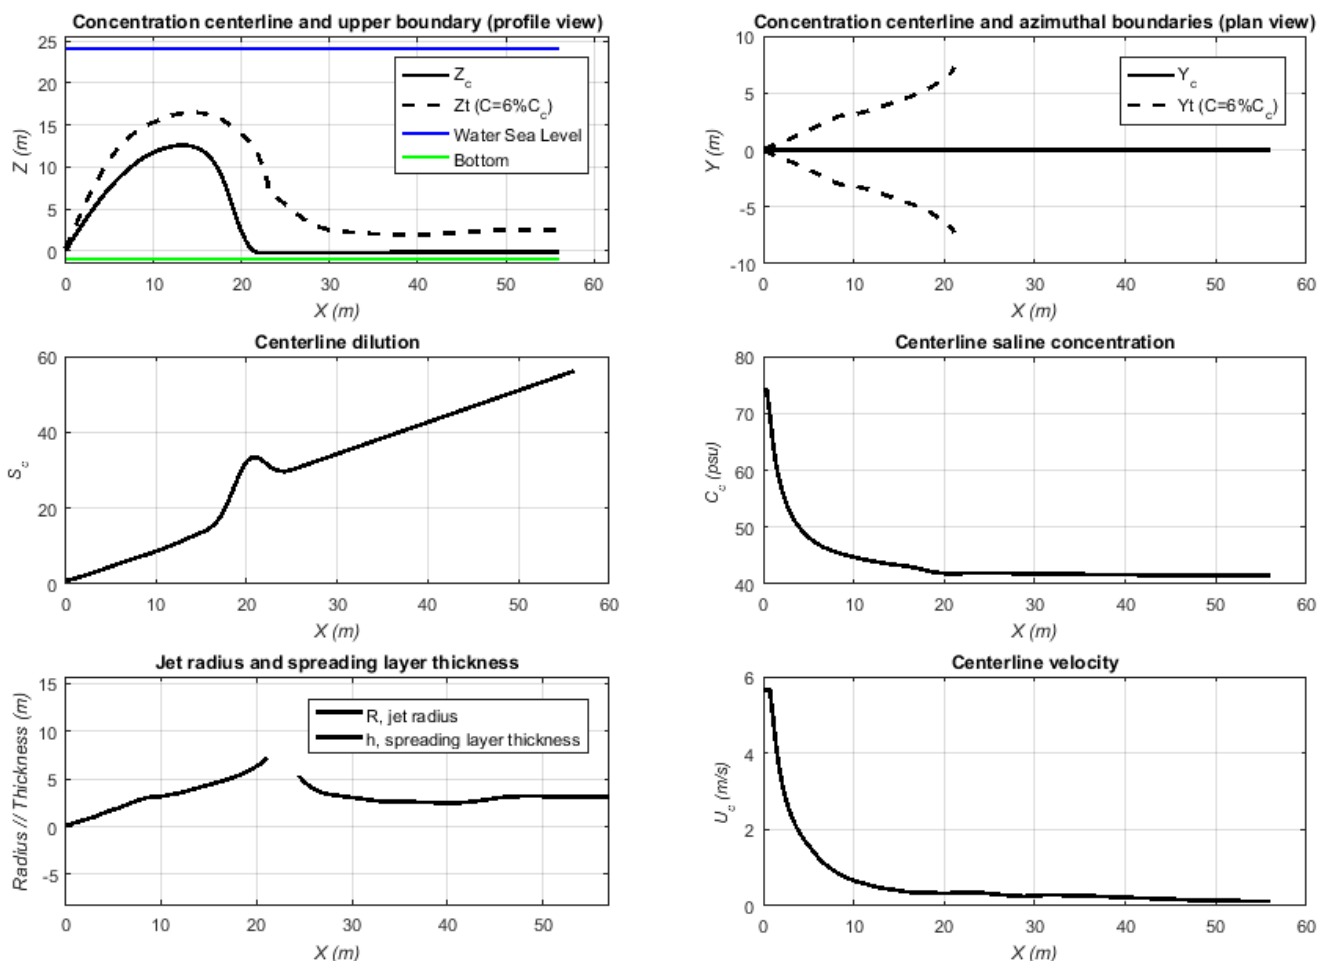 Concentration centerline and upper boundary (profile view)
25
20
15
10
5
0
Z (m)
Z_c
Zt (C=6%C_c)
Water Sea Level
Bottom
0 10 20 30 40 50 60
X (m)
Concentration centerline and azimuthal boundaries (plan view)
10
5
0
-5
-10
Y (m)
Y_c
Yt (C=6%C_c)
0 10 20 30 40 50 60
X (m)
Centerline dilution
60
40
20
0
S_c
0 10 20 30 40 50 60
X (m)
Centerline saline concentration
80
70
60
50
40
C_c (psu)
0 10 20 30 40 50 60
X (m)
Jet radius and spreading layer thickness
15
10
5
0
-5
Radius // Thickness (m)
R, jet radius
h, spreading layer thickness
0 10 20 30 40 50
X (m)
Centerline velocity
6
4
2
0
U_c (m/s)
0 10 20 30 40 50 60
X (m)